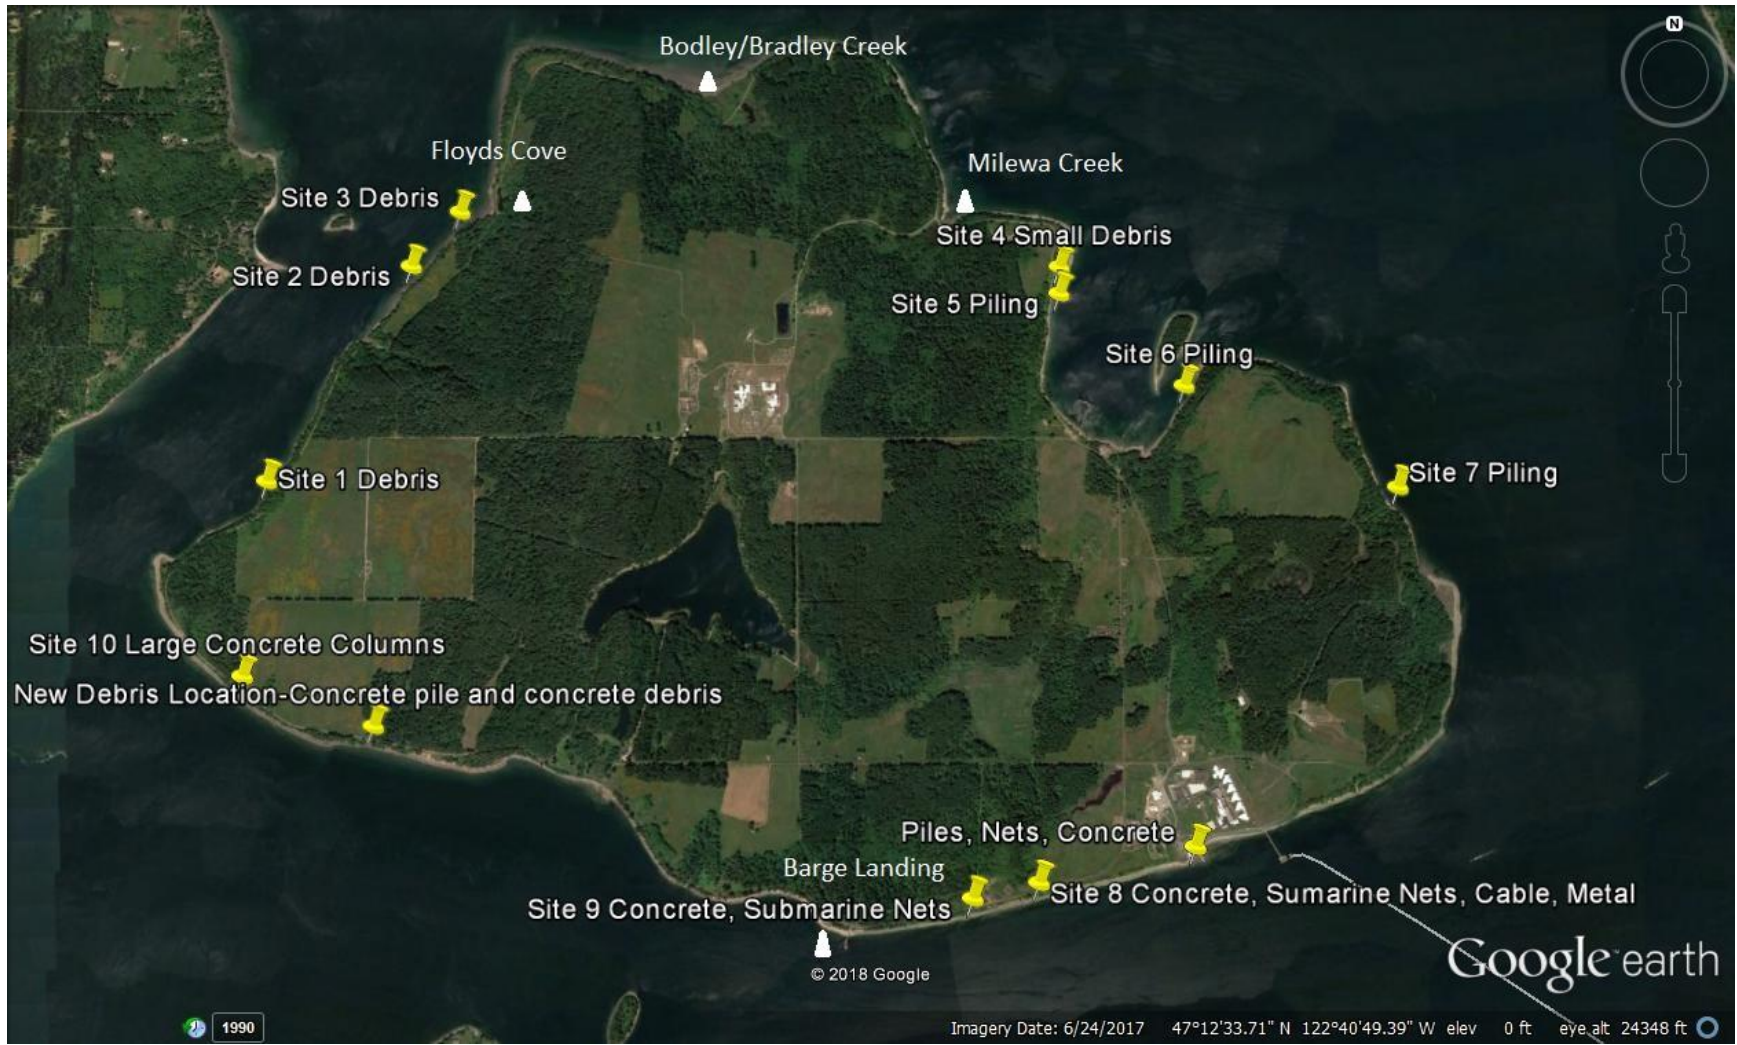 N
Bodley/Bradley Creek
Floyds Cove
Milewa Creek
Site 3 Debris
Site 4 Small Debris
Site 2 Debris
Site 5 Piling
Site 6 Piling
Site 7 Piling
Site 1 Debris
Site 10 Large Concrete Columns
New Debris Location-Concrete pile and concrete debris
Piles, Nets, Concrete
Barge Landing
Site 8 Concrete, Sumarine Nets, Cable, Metal
Site 9 Concrete, Submarine Nets
Google earth
© 2018 Google
1990
Imagery Date: 6/24/2017 47°12'33.71" N 122°40'49.39" W elev 0 ft eye alt 24348 ft